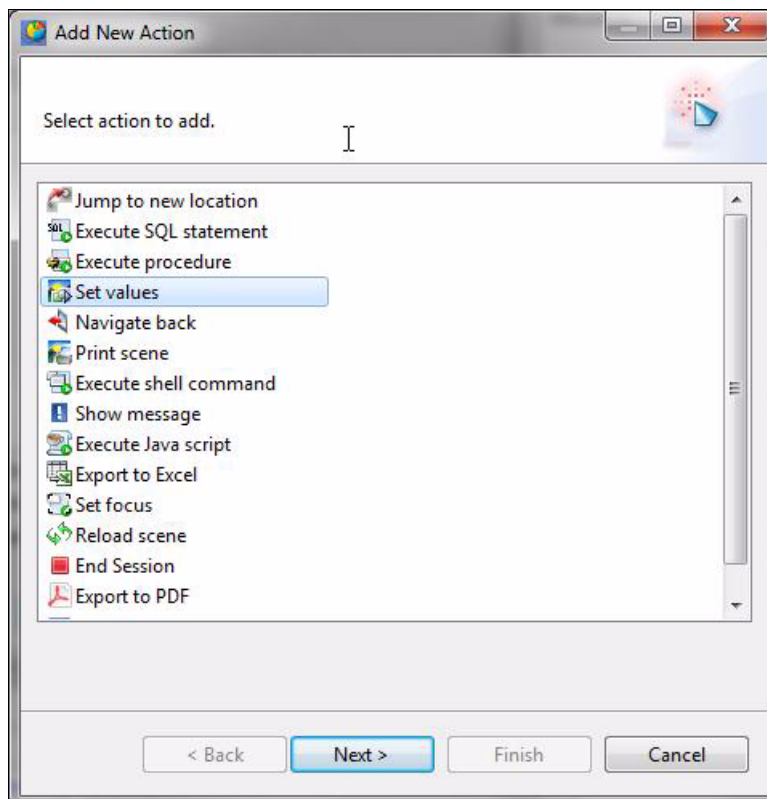 Add New Action
Select action to add.
Jump to new location
SQL Execute SQL statement
Execute procedure
Set values
Navigate back
Print scene
Execute shell command
Show message
Execute Java script
Export to Excel
Set focus
Reload scene
End Session
Export to PDF
< Back Next > Finish Cancel